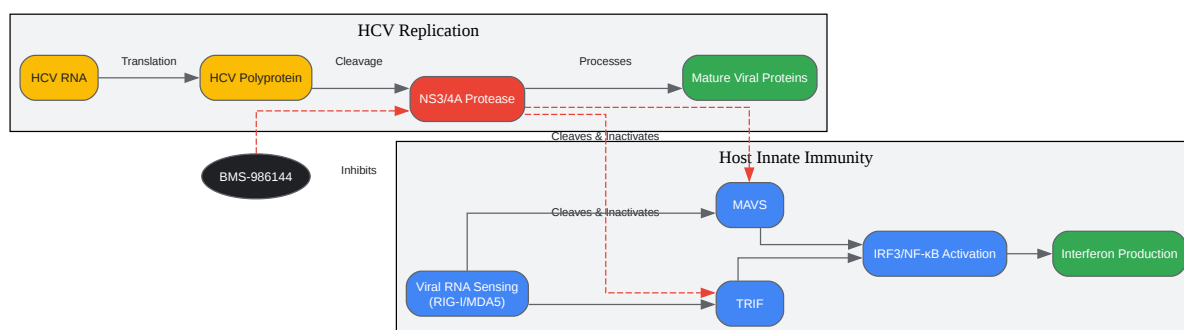 HCV Replication
HCV RNA
Translation
HCV Polyprotein
Cleavage
NS3/4A Protease
Processes
Mature Viral Proteins
Cleaves & Inactivates
BMS-986144
Inhibits
Host Innate Immunity
MAVS
Cleaves & Inactivates
Viral RNA Sensing
(RIG-I/MDA5)
TRIF
IRF3/NF-κB Activation
Interferon Production